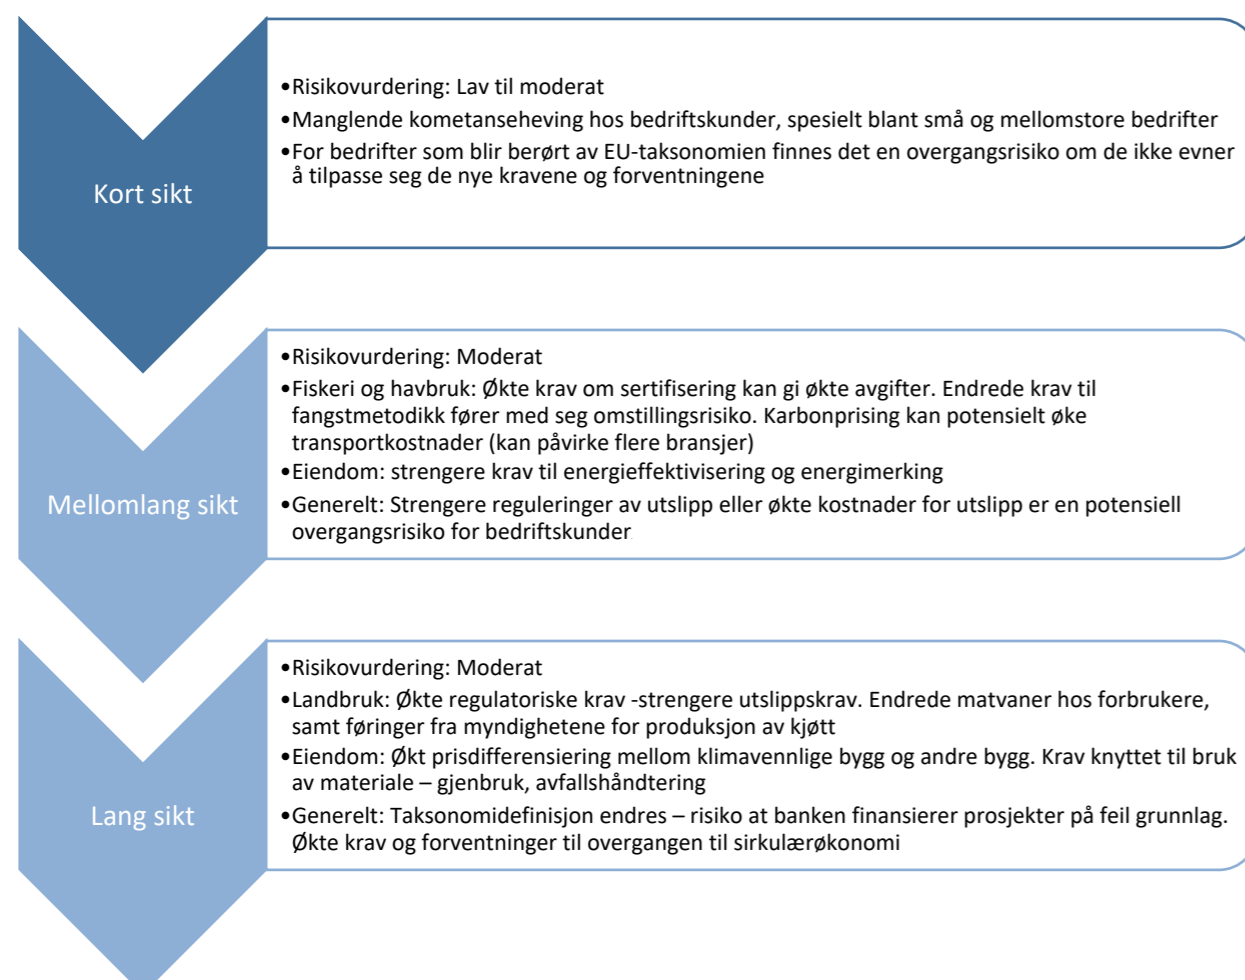 Kort sikt
•Risikovurdering: Lav til moderat
•Manglende kometanseheving hos bedriftskunder, spesielt blant små og mellomstore bedrifter
•For bedrifter som blir berørt av EU-taksonomien finnes det en overgangsrisiko om de ikke evner
å tilpasse seg de nye kravene og forventningene
Mellomlang sikt
•Risikovurdering: Moderat
•Fiskeri og havbruk: Økte krav om sertifisering kan gi økte avgifter. Endrede krav til
fangstmetodikk fører med seg omstillingsrisiko. Karbonprising kan potensielt øke
transportkostnader (kan påvirke flere bransjer)
•Eiendom: strengere krav til energieffektivisering og energimerking
•Generelt: Strengere reguleringer av utslipp eller økte kostnader for utslipp er en potensiell
overgangsrisiko for bedriftskunder
Lang sikt
•Risikovurdering: Moderat
•Landbruk: Økte regulatoriske krav -strengere utslippskrav. Endrede matvaner hos forbrukere,
samt føringer fra myndighetene for produksjon av kjøtt
•Eiendom: Økt prisdifferensiering mellom klimavennlige bygg og andre bygg. Krav knyttet til bruk
av materiale – gjenbruk, avfallshåndtering
•Generelt: Taksonomidefinisjon endres – risiko at banken finansierer prosjekter på feil grunnlag.
Økte krav og forventninger til overgangen til sirkulærøkonomi